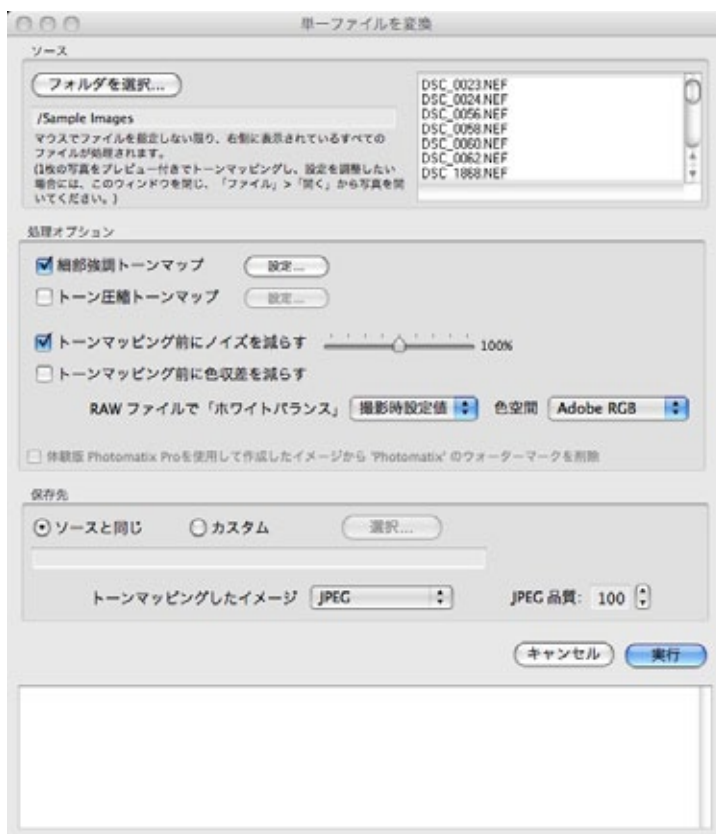 単一ファイルを変換
ソース
フォルダを選択...
/Sample Images
マウスでファイルを指定しない限り、右側に表示されているすべての
ファイルが処理されます。
(1枚の写真をプレビュー付きでトーンマッピングし、設定を調整したい
場合には、このウィンドウを閉じ、「ファイル」>「開く」から写真を開
いてください。)
DSC_0023.NEF
DSC_0024.NEF
DSC_0056.NEF
DSC_0058.NEF
DSC_0060.NEF
DSC_0062.NEF
DSC_1868.NEF
処理オプション
細部強調トーンマップ 設定...
トーン圧縮トーンマップ 設定...
トーンマッピング前にノイズを減らす 100%
トーンマッピング前に色収差を減らす
RAW ファイルで「ホワイトバランス」 撮影時設定値 色空間 Adobe RGB
体験版 Photomatix Proを使用して作成したイメージから 'Photomatix' のウォーターマークを削除
保存先
ソースと同じ カスタム 選択...
トーンマッピングしたイメージ JPEG JPEG 品質: 100
キャンセル 実行